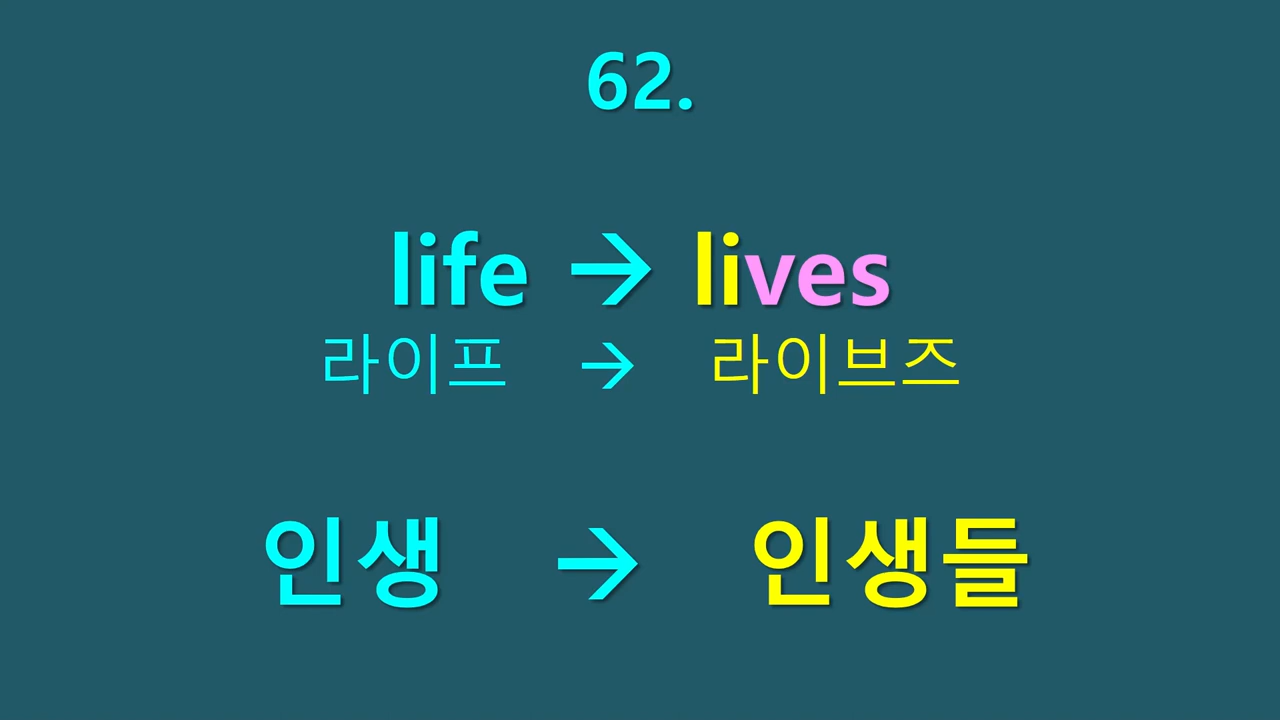 62.
life → lives
라이프 → 라이브즈
인생 → 인생들